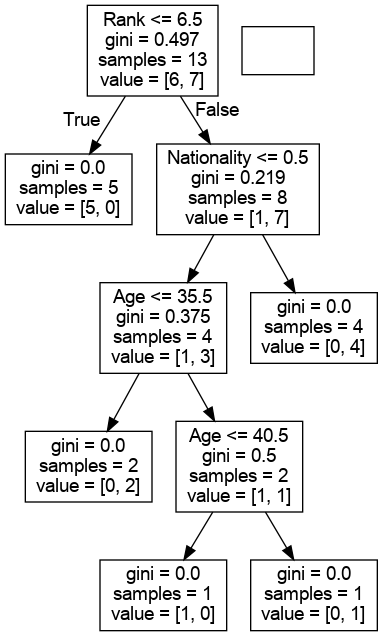 Rank <= 6.5
gini = 0.497
samples = 13
value = [6, 7]
True
False
gini = 0.0
samples = 5
value = [5, 0]
Nationality <= 0.5
gini = 0.219
samples = 8
value = [1, 7]
Age <= 35.5
gini = 0.375
samples = 4
value = [1, 3]
gini = 0.0
samples = 4
value = [0, 4]
gini = 0.0
samples = 2
value = [0, 2]
Age <= 40.5
gini = 0.5
samples = 2
value = [1, 1]
gini = 0.0
samples = 1
value = [1, 0]
gini = 0.0
samples = 1
value = [0, 1]